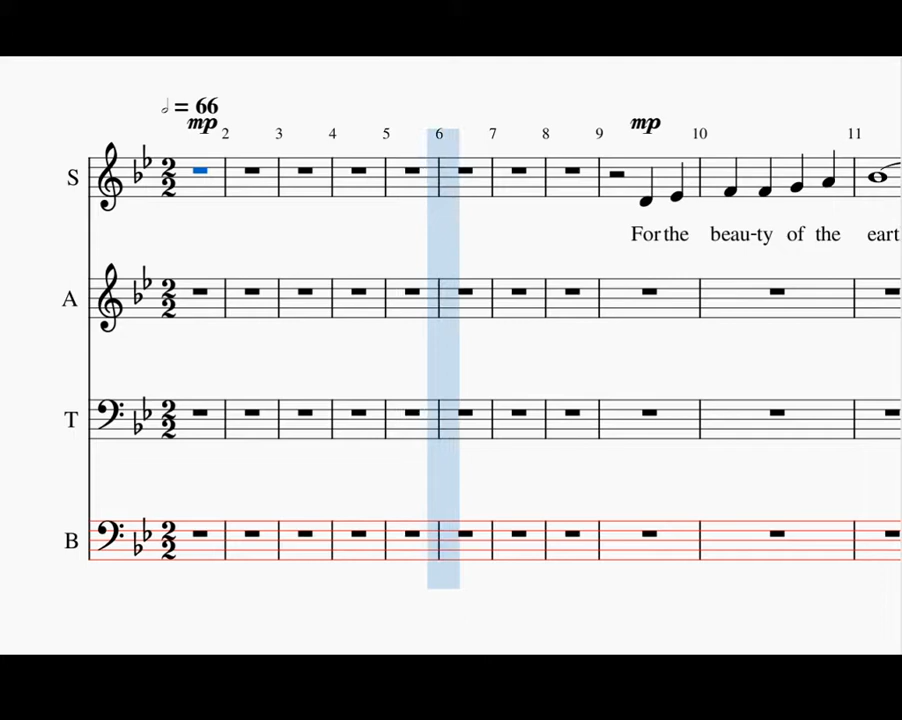 = 66
mp 2 3 4 5 6 7 8 9 mp 10 11
S
For the beau-ty of the eart
A
T
B